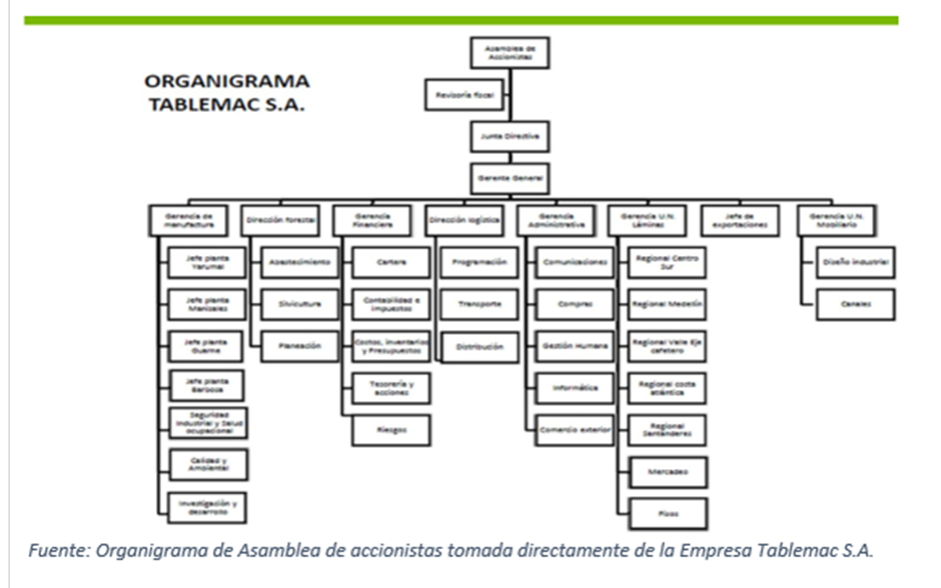 ORGANIGRAMA
TABLEMAC S.A.
Asamblea de
Accionistas
Revisoría fiscal
Junta Directiva
Gerente General
Gerencia de
manufactura
Dirección forestal
Gerencia
Financiera
Dirección logística
Gerencia
Administrativa
Gerencia U.N.
Láminas
Jefe de
exportaciones
Gerencia U.N.
Mobiliario
Jefe planta
Yarumal
Jefe planta
Manizales
Jefe planta
Guarne
Jefe planta
Barbosa
Seguridad
Industrial y Salud
ocupacional
Calidad y
Ambiental
Investigación y
desarrollo
Abastecimiento
Silvicultura
Planeación
Cartera
Contabilidad e
impuestos
Costos, inventarios
y Presupuestos
Tesorería y
acciones
Riesgos
Programación
Transporte
Distribución
Comunicaciones
Compras
Gestión Humana
Informática
Comercio exterior
Regional Centro
Sur
Regional Medellín
Regional Valle Eje
cafetero
Regional costa
atlántica
Regional
Santanderes
Mercadeo
Pisos
Diseño industrial
Canales
Fuente: Organigrama de Asamblea de accionistas tomada directamente de la Empresa Tablemac S.A.